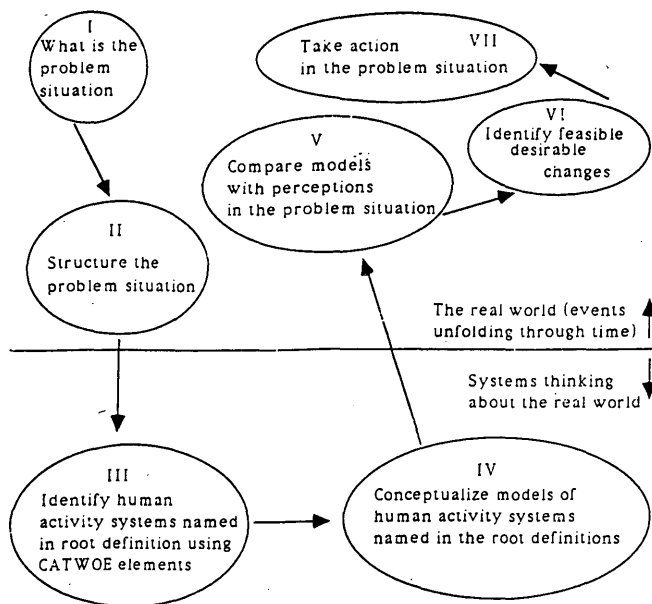 I
What is the
problem
situation
II
Structure the
problem situation
III
Identify human
activity systems named
in root definition using
CATWOE elements
IV
Conceptualize models of
human activity systems
named in the root definitions
V
Compare models
with perceptions
in the problem situation
VI
Identify feasible
desirable
changes
VII
Take action
in the problem situation
The real world (events
unfolding through time)
Systems thinking
about the real world